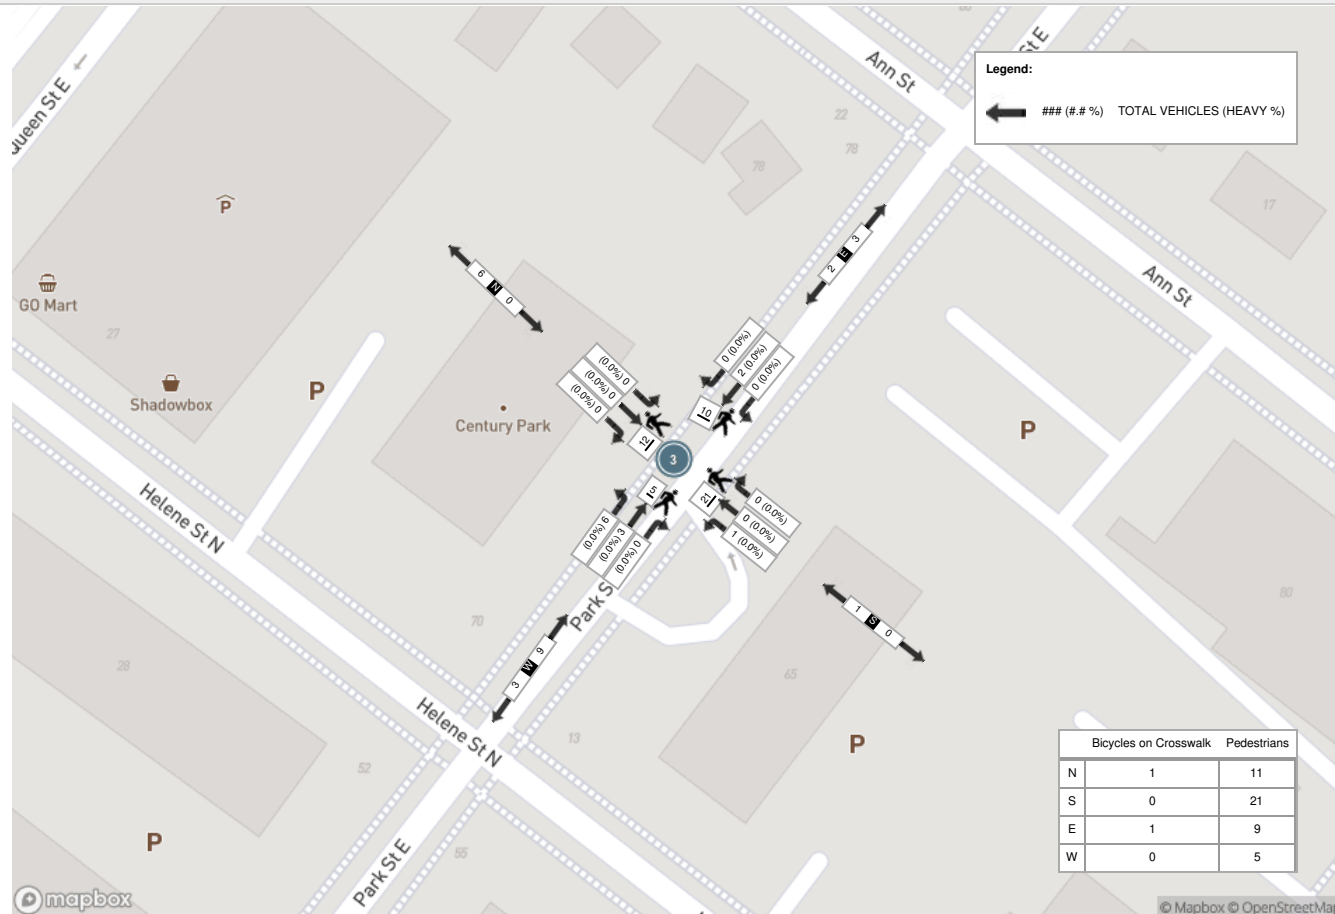 St E
Ann St
Legend:
### (#.# %) TOTAL VEHICLES (HEAVY %)
Queen St E
22
78
78
17
P
GO Mart
27
Shadowbox
P
6 N 0
2 E 3
Ann St
Century Park
(0.0%) 0
(0.0%) 0
(0.0%) 0
0 (0.0%)
2 (0.0%)
0 (0.0%)
12
10
3
5
21
P
(0.0%) 6
(0.0%) 3
(0.0%) 0
0 (0.0%)
0 (0.0%)
1 (0.0%)
Helene St N
Park S
70
80
1 S 0
3 W 9
65
28
Helene St N
13
P
52
P
55
Park St E
Bicycles on Crosswalk Pedestrians
N 1 11
S 0 21
E 1 9
W 0 5
mapbox
© Mapbox © OpenStreetMap